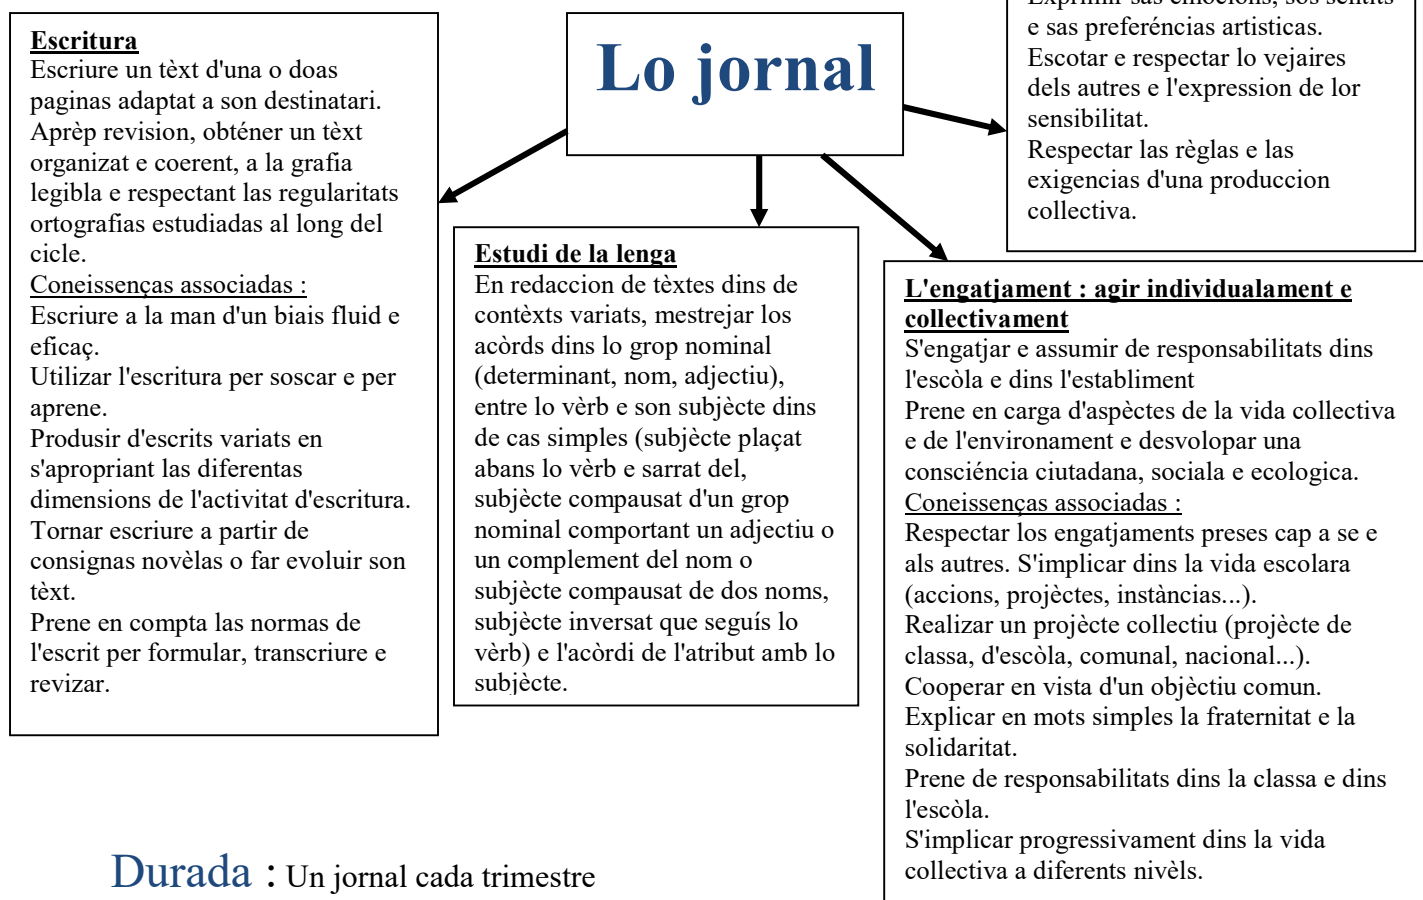 Lo jornal
Escritura
Escriure un tèxt d'una o doas
paginas adaptat a son destinatari.
Aprèp revision, obténer un tèxt
organizat e coerent, a la grafia
legibla e respectant las regularitats
ortografias estudiadas al long del
cicle.
Coneissenças associadas :
Escriure a la man d'un biais fluid e
eficaç.
Utilizar l'escritura per soscar e per
aprene.
Produsir d'escrits variats en
s'apropriant las diferentas
dimensions de l'activitat d'escritura.
Tornar escriure a partir de
consignas novèlas o far evoluir son
tèxt.
Prene en compta las normas de
l'escrit per formular, transcriure e
revizar.
Estudi de la lenga
En redaccion de tèxtes dins de
contèxts variats, mestrejar los
acòrds dins lo grop nominal
(determinant, nom, adjectiu),
entre lo vèrb e son subjècte dins
de cas simples (subjècte plaçat
abans lo vèrb e sarrat del,
subjècte compausat d'un grop
nominal comportant un adjectiu o
un complement del nom o
subjècte compausat de dos noms,
subjècte inversat que seguís lo
vèrb) e l'acòrdi de l'atribut amb lo
subjècte.
Exprimir sas emocions, sos sentits
e sas preferéncias artisticas.
Escotar e respectar lo vejaires
dels autres e l'expression de lor
sensibilitat.
Respectar las règlas e las
exigencias d'una produccion
collectiva.
L'engatjament : agir individualament e
collectivament
S'engatjar e assumir de responsabilitats dins
l'escòla e dins l'establiment
Prene en carga d'aspèctes de la vida collectiva
e de l'environament e desvolopar una
consciéncia ciutadana, sociala e ecologica.
Coneissenças associadas :
Respectar los engatjaments preses cap a se e
als autres. S'implicar dins la vida escolara
(accions, projèctes, instàncias...).
Realizar un projècte collectiu (projècte de
classa, d'escòla, comunal, nacional...).
Cooperar en vista d'un objèctiu comun.
Explicar en mots simples la fraternitat e la
solidaritat.
Prene de responsabilitats dins la classa e dins
l'escòla.
S'implicar progressivament dins la vida
collectiva a diferents nivèls.
Durada : Un jornal cada trimestre